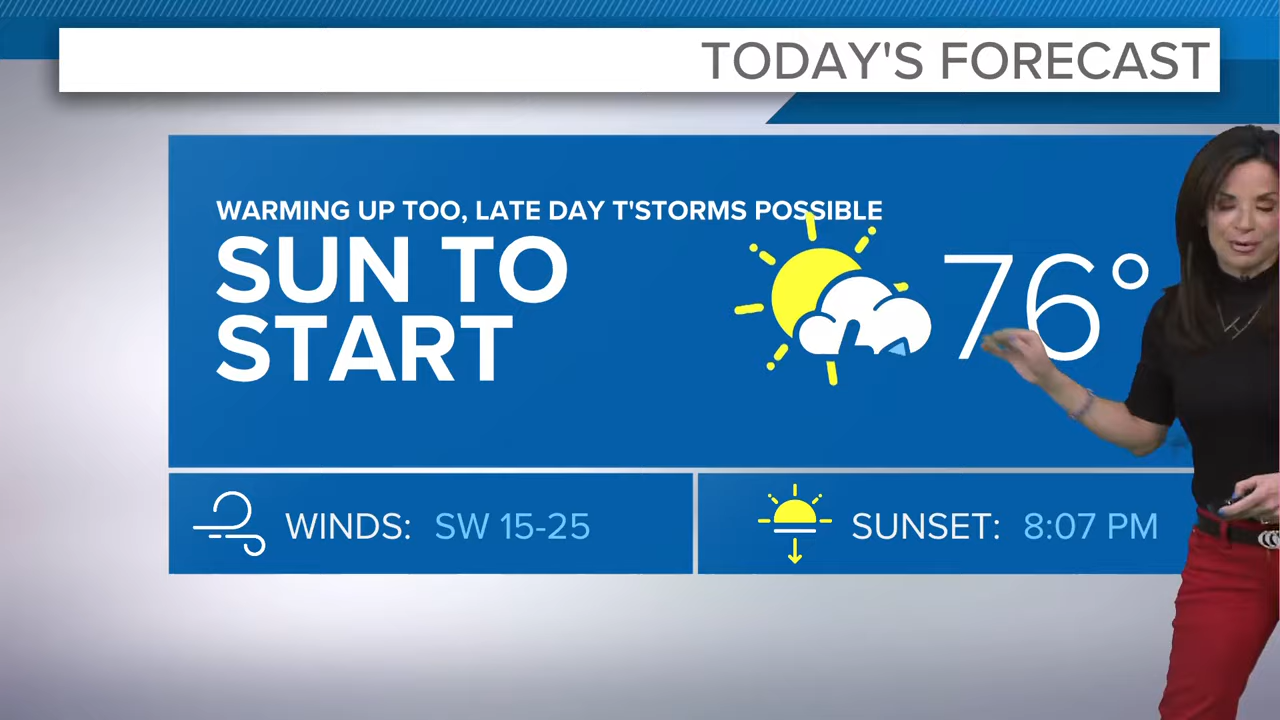 TODAY'S FORECAST
WARMING UP TOO, LATE DAY T'STORMS POSSIBLE
SUN TO
START
76°
WINDS: SW 15-25
SUNSET: 8:07 PM